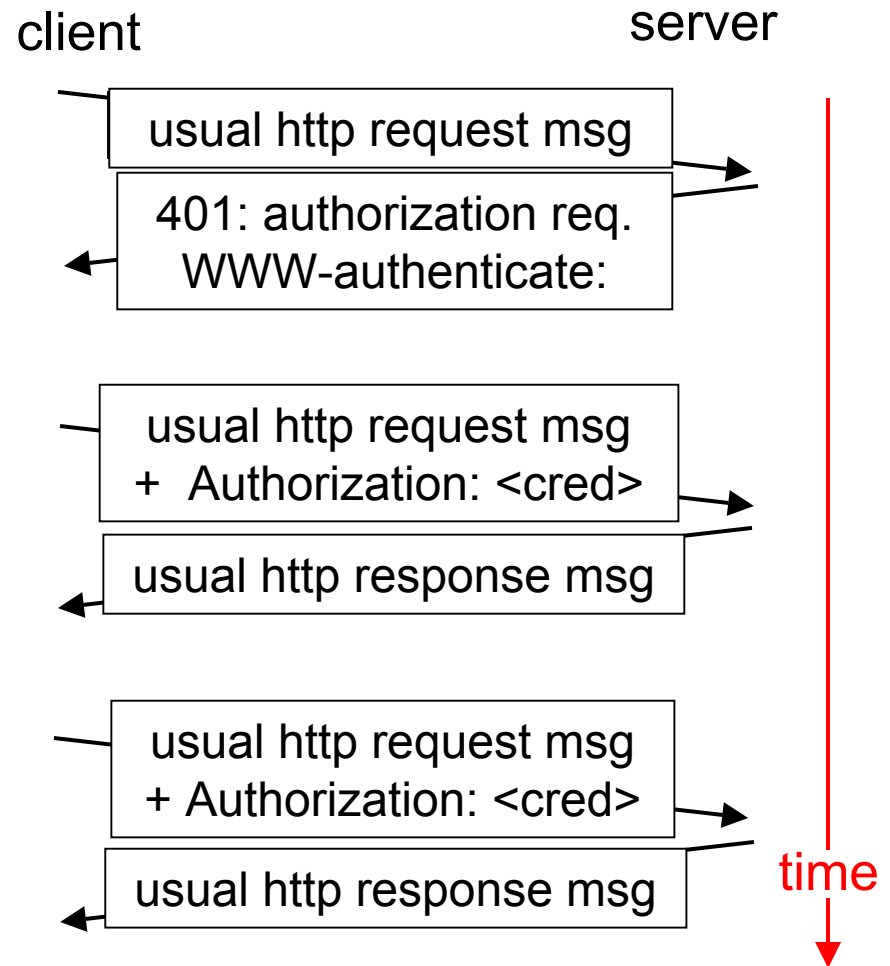 client
server
usual http request msg
401: authorization req.
WWW-authenticate:
usual http request msg
+ Authorization: <cred>
usual http response msg
usual http request msg
+ Authorization: <cred>
usual http response msg
time